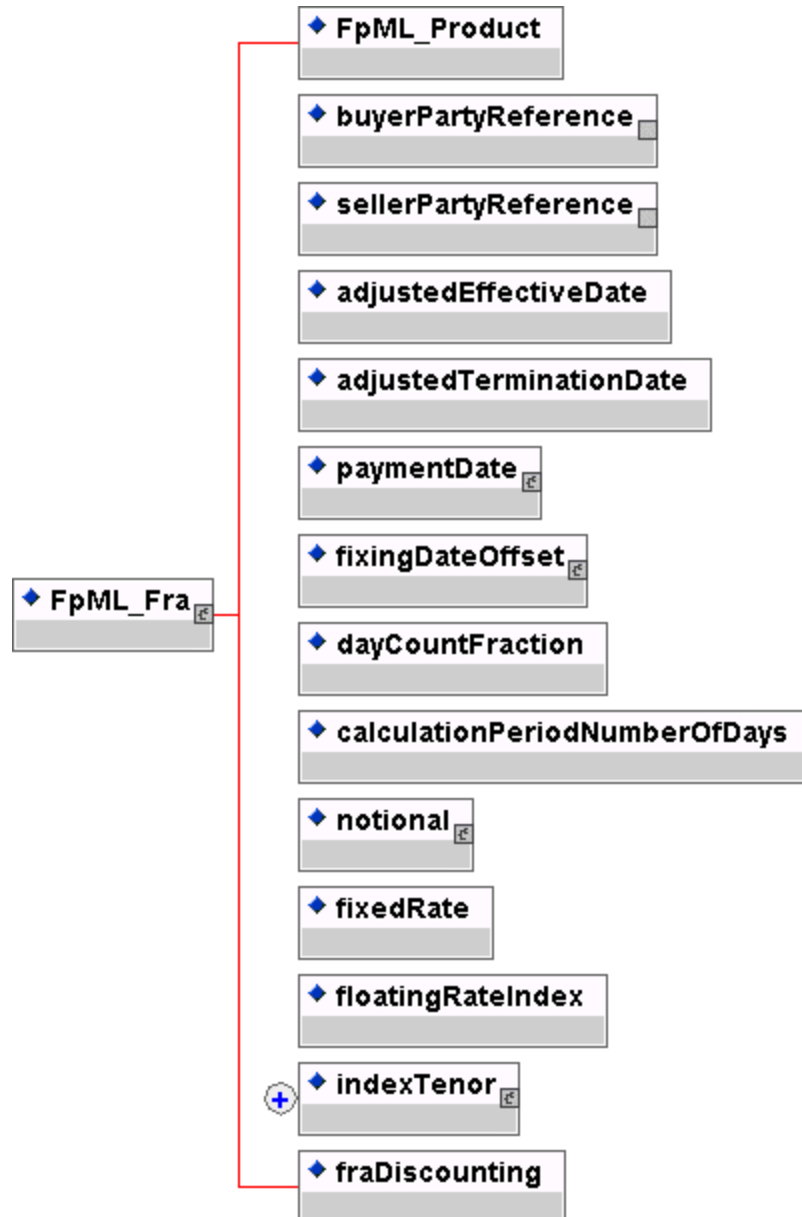 FpML_Product
buyerPartyReference
sellerPartyReference
adjustedEffectiveDate
adjustedTerminationDate
paymentDate
fixingDateOffset
FpML_Fra
dayCountFraction
calculationPeriodNumberOfDays
notional
fixedRate
floatingRateIndex
indexTenor
fraDiscounting